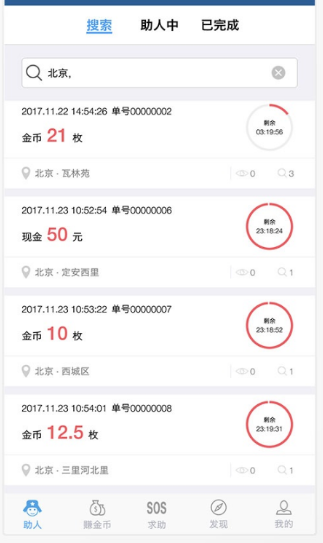 搜索 助人中 已完成
北京,
2017.11.22 14:54:26 单号00000002
金币 21 枚
剩余
03:19:56
北京 · 瓦林苑
0
3
2017.11.23 10:52:54 单号00000006
现金 50 元
剩余
23:18:24
北京 · 定安西里
0
1
2017.11.23 10:53:22 单号00000007
金币 10 枚
剩余
23:18:52
北京 · 西城区
0
1
2017.11.23 10:54:01 单号00000008
金币 12.5 枚
剩余
23:19:31
北京 · 三里河北里
0
1
助人 赚金币 SOS 求助 发现 我的